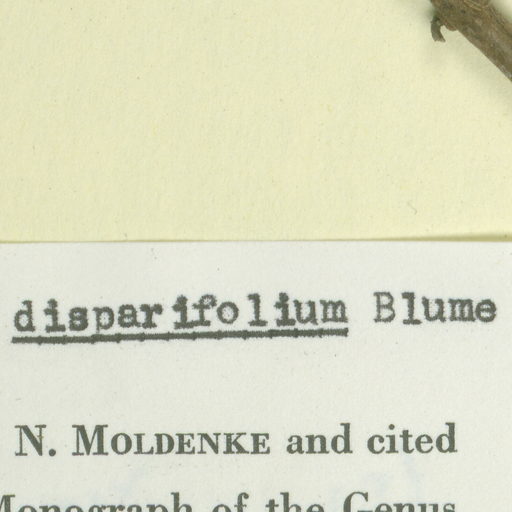 disparifolium Blume
N. MOLDENKE and cited
Monograph of the Genus